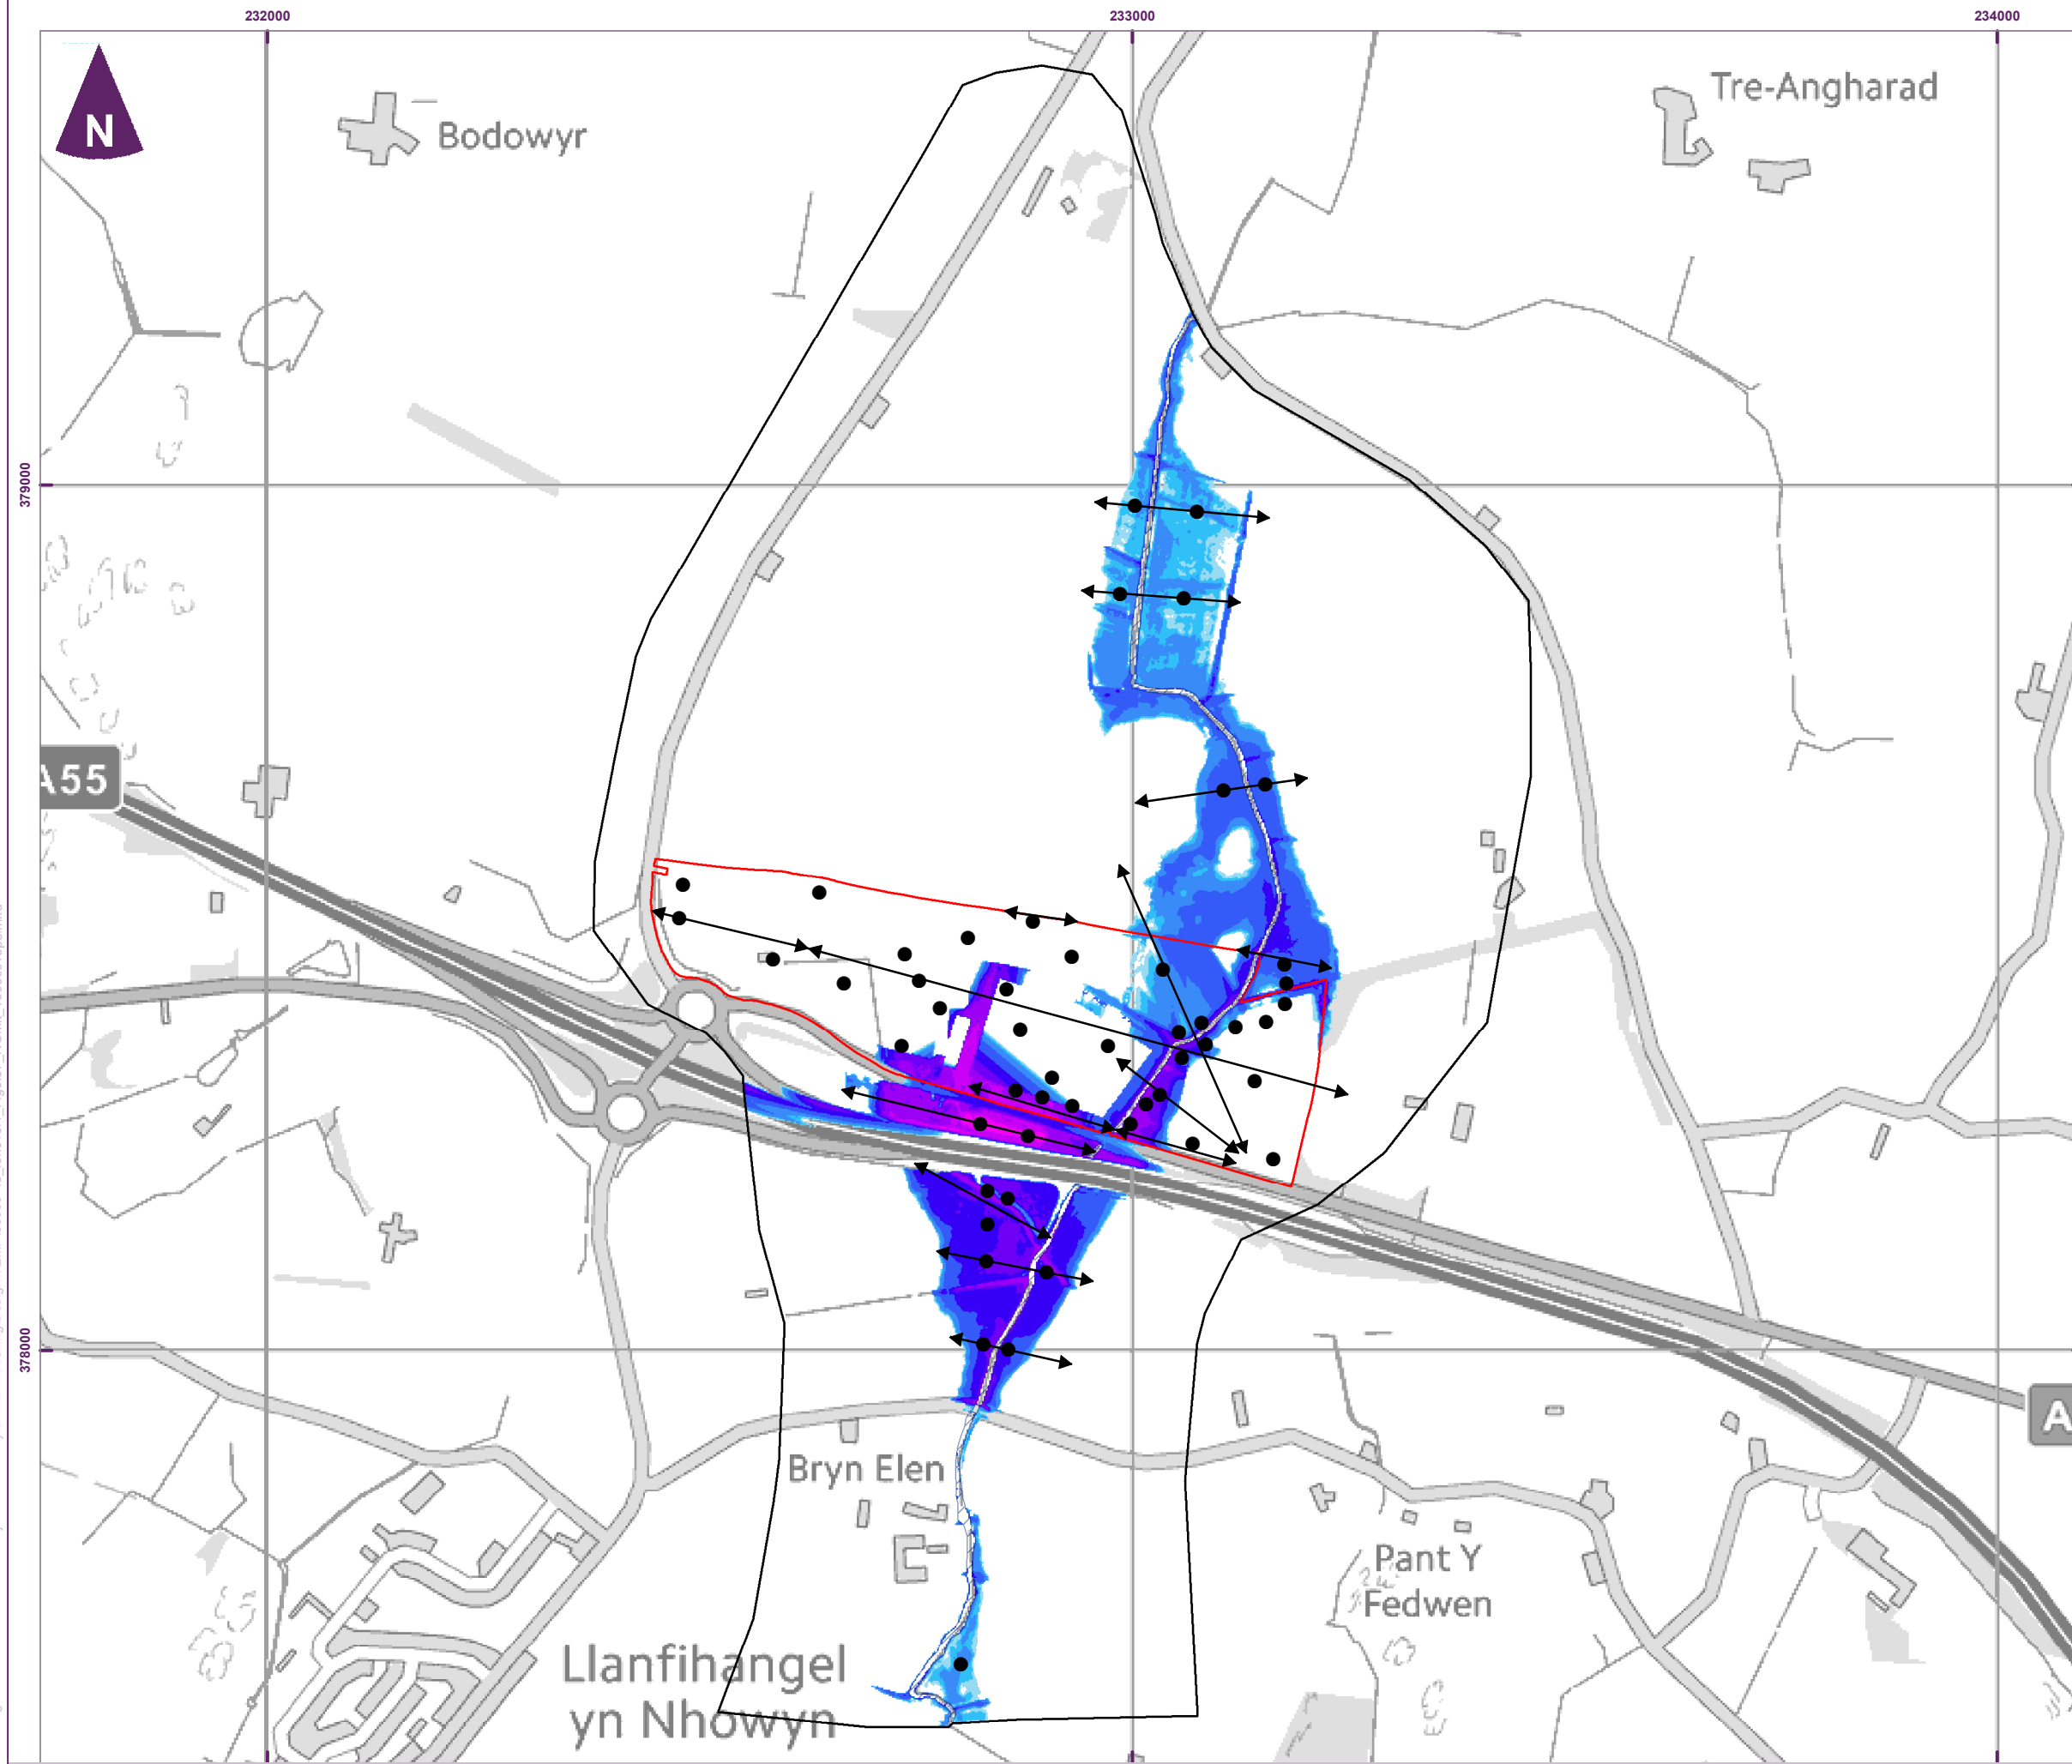 232000
233000
234000
N
Bodowyr
Tre-Angharad
379000
A55
378000
A
Bryn Elen
Pant Y
Fedwen
Llanfihangel
yn Nhowyn